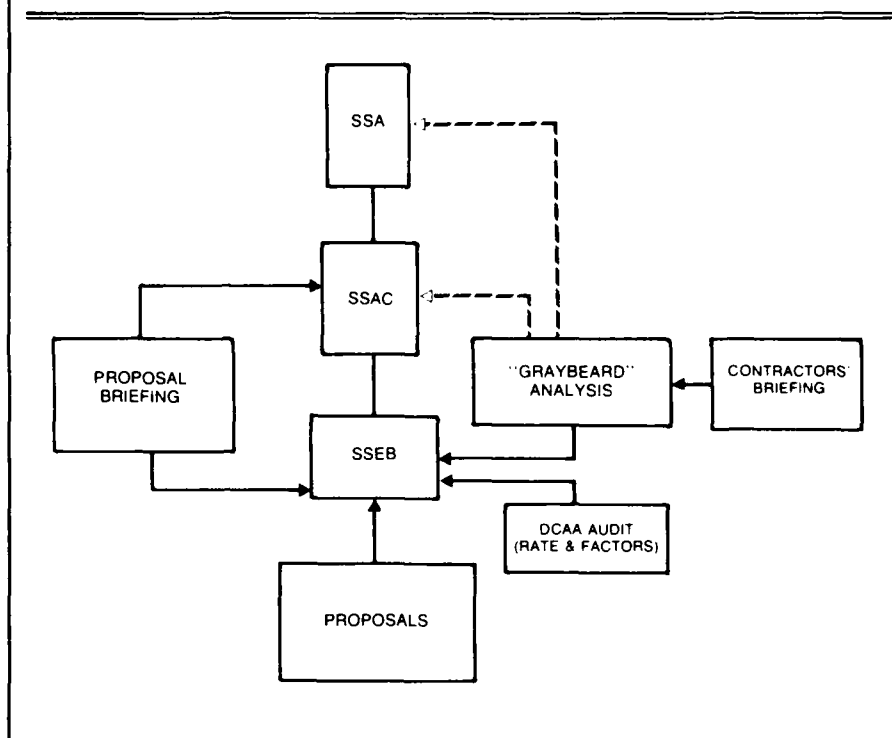 SSA
SSAC
PROPOSAL
BRIEFING
"GRAYBEARD"
ANALYSIS
CONTRACTORS'
BRIEFING
SSEB
DCAA AUDIT
(RATE & FACTORS)
PROPOSALS